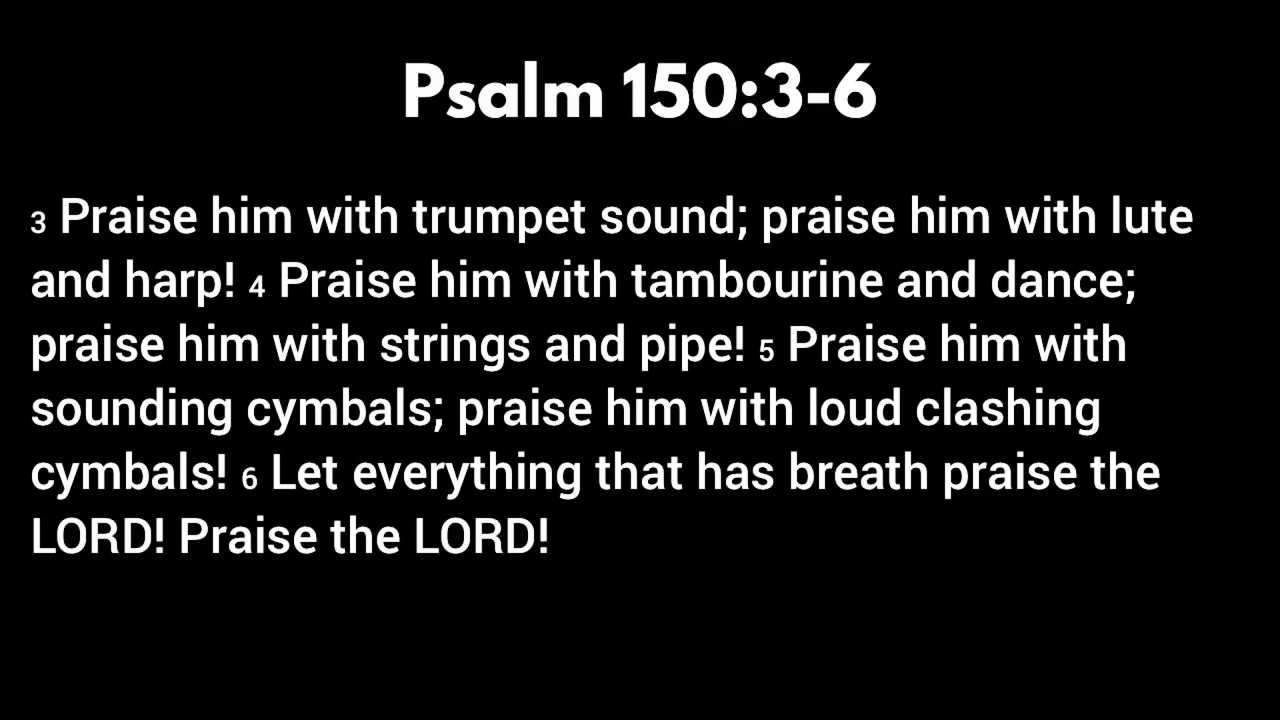 Psalm 150:3-6
3 Praise him with trumpet sound; praise him with lute
and harp! 4 Praise him with tambourine and dance;
praise him with strings and pipe! 5 Praise him with
sounding cymbals; praise him with loud clashing
cymbals! 6 Let everything that has breath praise the
LORD! Praise the LORD!